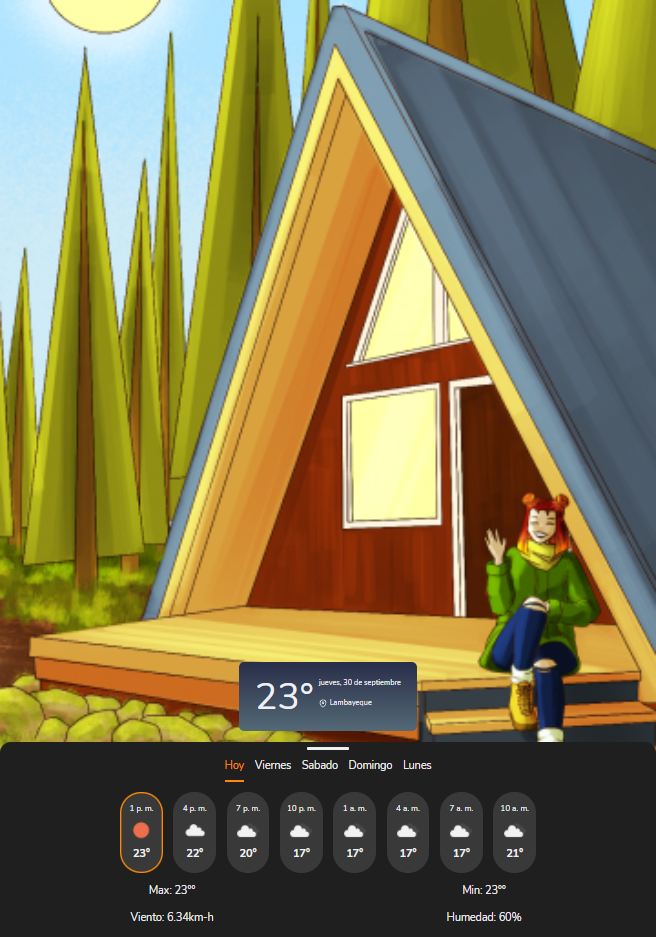 23°
jueves, 30 de septiembre
Lambayeque
Hoy Viernes Sabado Domingo Lunes
1 p. m. 4 p. m. 7 p. m. 10 p. m. 1 a. m. 4 a. m. 7 a. m. 10 a. m.
23° 22° 20° 17° 17° 17° 17° 21°
Max: 23°° Min: 23°°
Viento: 6.34km-h Humedad: 60%